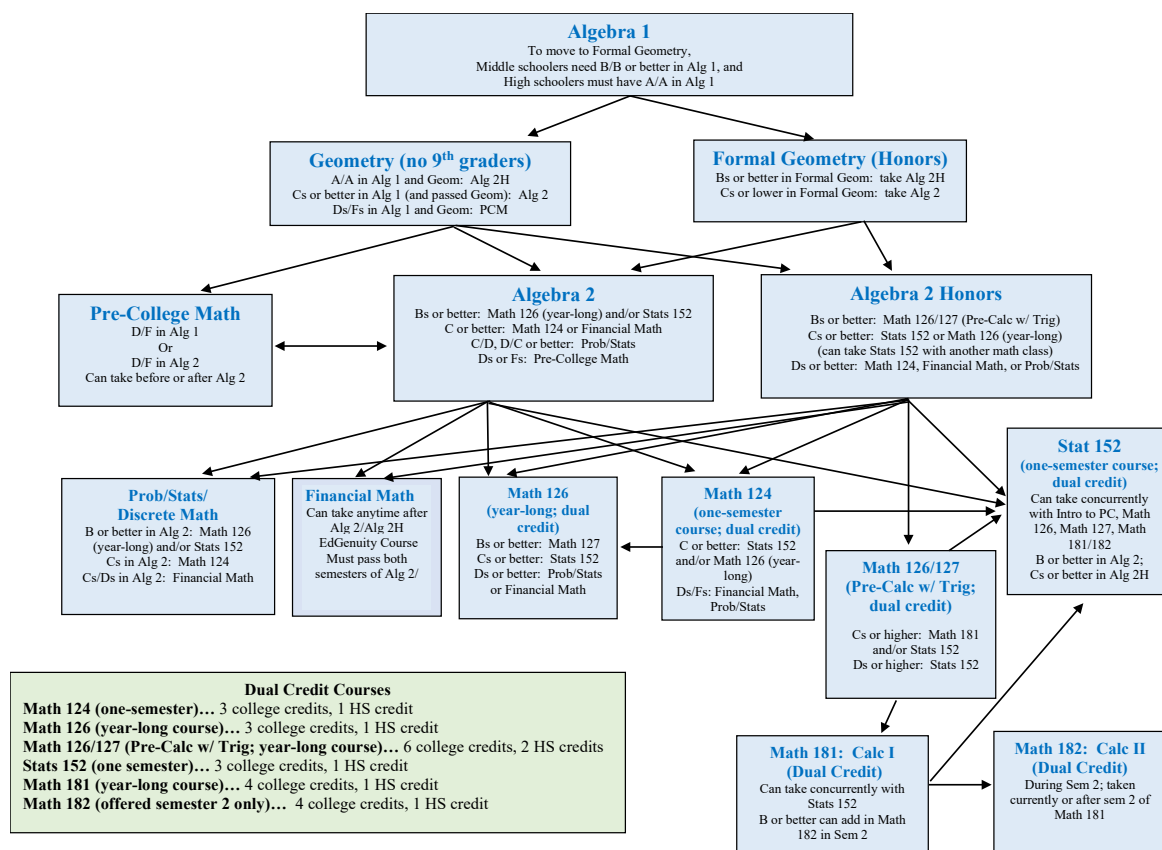 Algebra 1
To move to Formal Geometry,
Middle schoolers need B/B or better in Alg 1, and
High schoolers must have A/A in Alg 1
Geometry (no 9th graders)
A/A in Alg 1 and Geom: Alg 2H
Cs or better in Alg 1 (and passed Geom): Alg 2
Ds/Fs in Alg 1 and Geom: PCM
Formal Geometry (Honors)
Bs or better in Formal Geom: take Alg 2H
Cs or lower in Formal Geom: take Alg 2
Pre-College Math
D/F in Alg 1
Or
D/F in Alg 2
Can take before or after Alg 2
Algebra 2
Bs or better: Math 126 (year-long) and/or Stats 152
C or better: Math 124 or Financial Math
C/D, D/C or better: Prob/Stats
Ds or Fs: Pre-College Math
Algebra 2 Honors
Bs or better: Math 126/127 (Pre-Calc w/ Trig)
Cs or better: Stats 152 or Math 126 (year-long)
(can take Stats 152 with another math class)
Ds or better: Math 124, Financial Math, or Prob/Stats
Prob/Stats/
Discrete Math
B or better in Alg 2: Math 126
(year-long) and/or Stats 152
Cs in Alg 2: Math 124
Cs/Ds in Alg 2: Financial Math
Financial Math
Can take anytime after
Alg 2/Alg 2H
EdGenuity Course
Must pass both
semesters of Alg 2/
Math 126
(year-long; dual
credit)
Bs or better: Math 127
Cs or better: Stats 152
Ds or better: Prob/Stats
or Financial Math
Math 124
(one-semester
course; dual credit)
C or better: Stats 152
and/or Math 126 (year-
long)
Ds/Fs: Financial Math,
Prob/Stats
Math 126/127
(Pre-Calc w/ Trig;
dual credit)
Cs or higher: Math 181
and/or Stats 152
Ds or higher: Stats 152
Stat 152
(one-semester course;
dual credit)
Can take concurrently
with Intro to PC, Math
126, Math 127, Math
181/182
B or better in Alg 2;
Cs or better in Alg 2H
Dual Credit Courses
Math 124 (one-semester)… 3 college credits, 1 HS credit
Math 126 (year-long course)… 3 college credits, 1 HS credit
Math 126/127 (Pre-Calc w/ Trig; year-long course)… 6 college credits, 2 HS credits
Stats 152 (one semester)… 3 college credits, 1 HS credit
Math 181 (year-long course)… 4 college credits, 1 HS credit
Math 182 (offered semester 2 only)… 4 college credits, 1 HS credit
Math 181: Calc I
(Dual Credit)
Can take concurrently with
Stats 152
B or better can add in Math
182 in Sem 2
Math 182: Calc II
(Dual Credit)
During Sem 2; taken
currently or after sem 2 of
Math 181